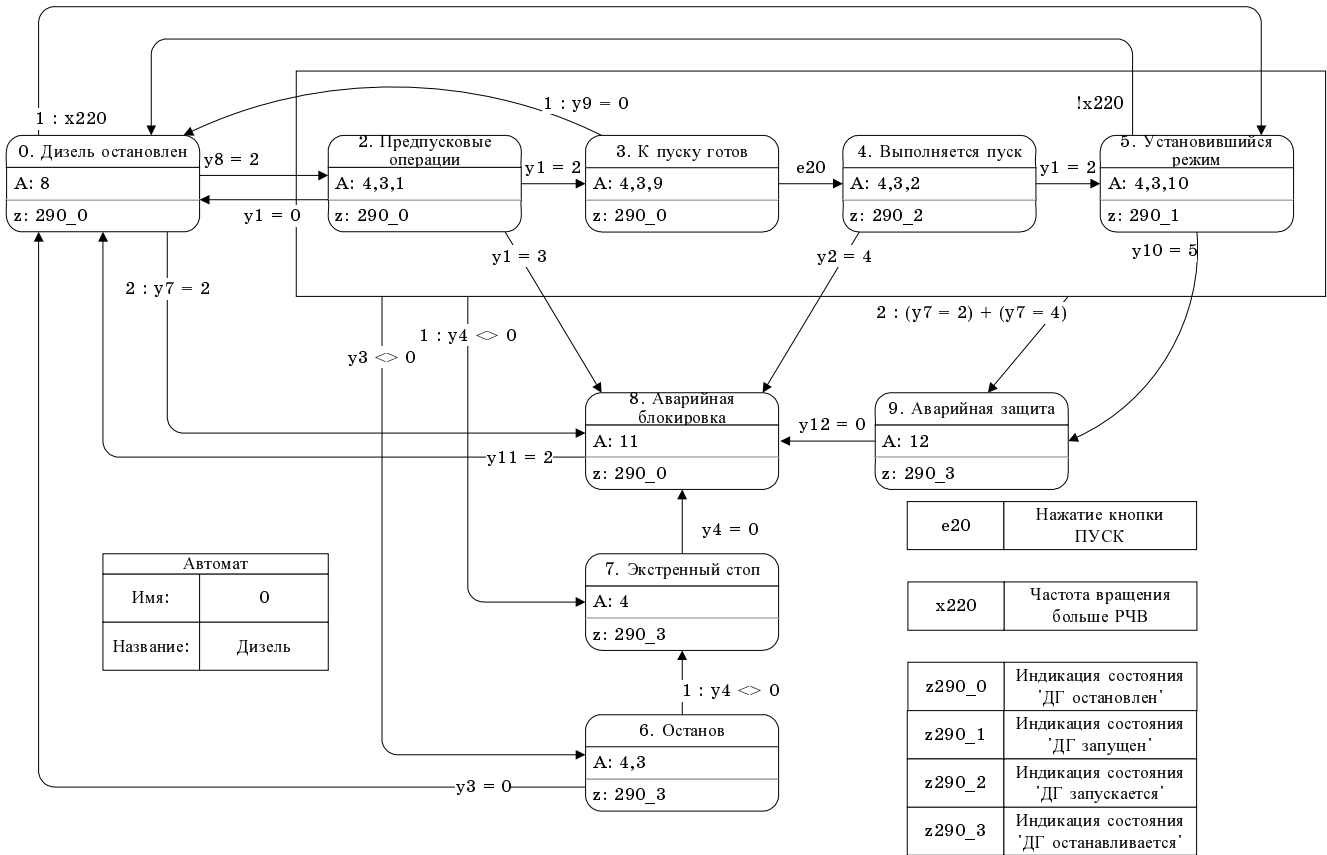 1 : x220
!x220
1 : y9 = 0
0. Дизель остановлен
A: 8
z: 290_0
y8 = 2
y1 = 0
2. Предпусковые
операции
A: 4,3,1
z: 290_0
y1 = 2
3. К пуску готов
A: 4,3,9
z: 290_0
e20
4. Выполняется пуск
A: 4,3,2
z: 290_2
y1 = 2
5. Установившийся
режим
A: 4,3,10
z: 290_1
y1 = 3
y2 = 4
y10 = 5
2 : y7 = 2
2 : (y7 = 2) + (y7 = 4)
1 : y4 <> 0
y3 <> 0
8. Аварийная
блокировка
A: 11
z: 290_0
y12 = 0
9. Аварийная защита
A: 12
z: 290_3
y11 = 2
y4 = 0
e20
Нажатие кнопки
ПУСК
Автомат
Имя:
0
Название:
Дизель
7. Экстренный стоп
A: 4
z: 290_3
x220
Частота вращения
больше РЧВ
1 : y4 <> 0
6. Останов
A: 4,3
z: 290_3
y3 = 0
z290_0
Индикация состояния
'ДГ остановлен'
z290_1
Индикация состояния
'ДГ запущен'
z290_2
Индикация состояния
'ДГ запускается'
z290_3
Индикация состояния
'ДГ останавливается'